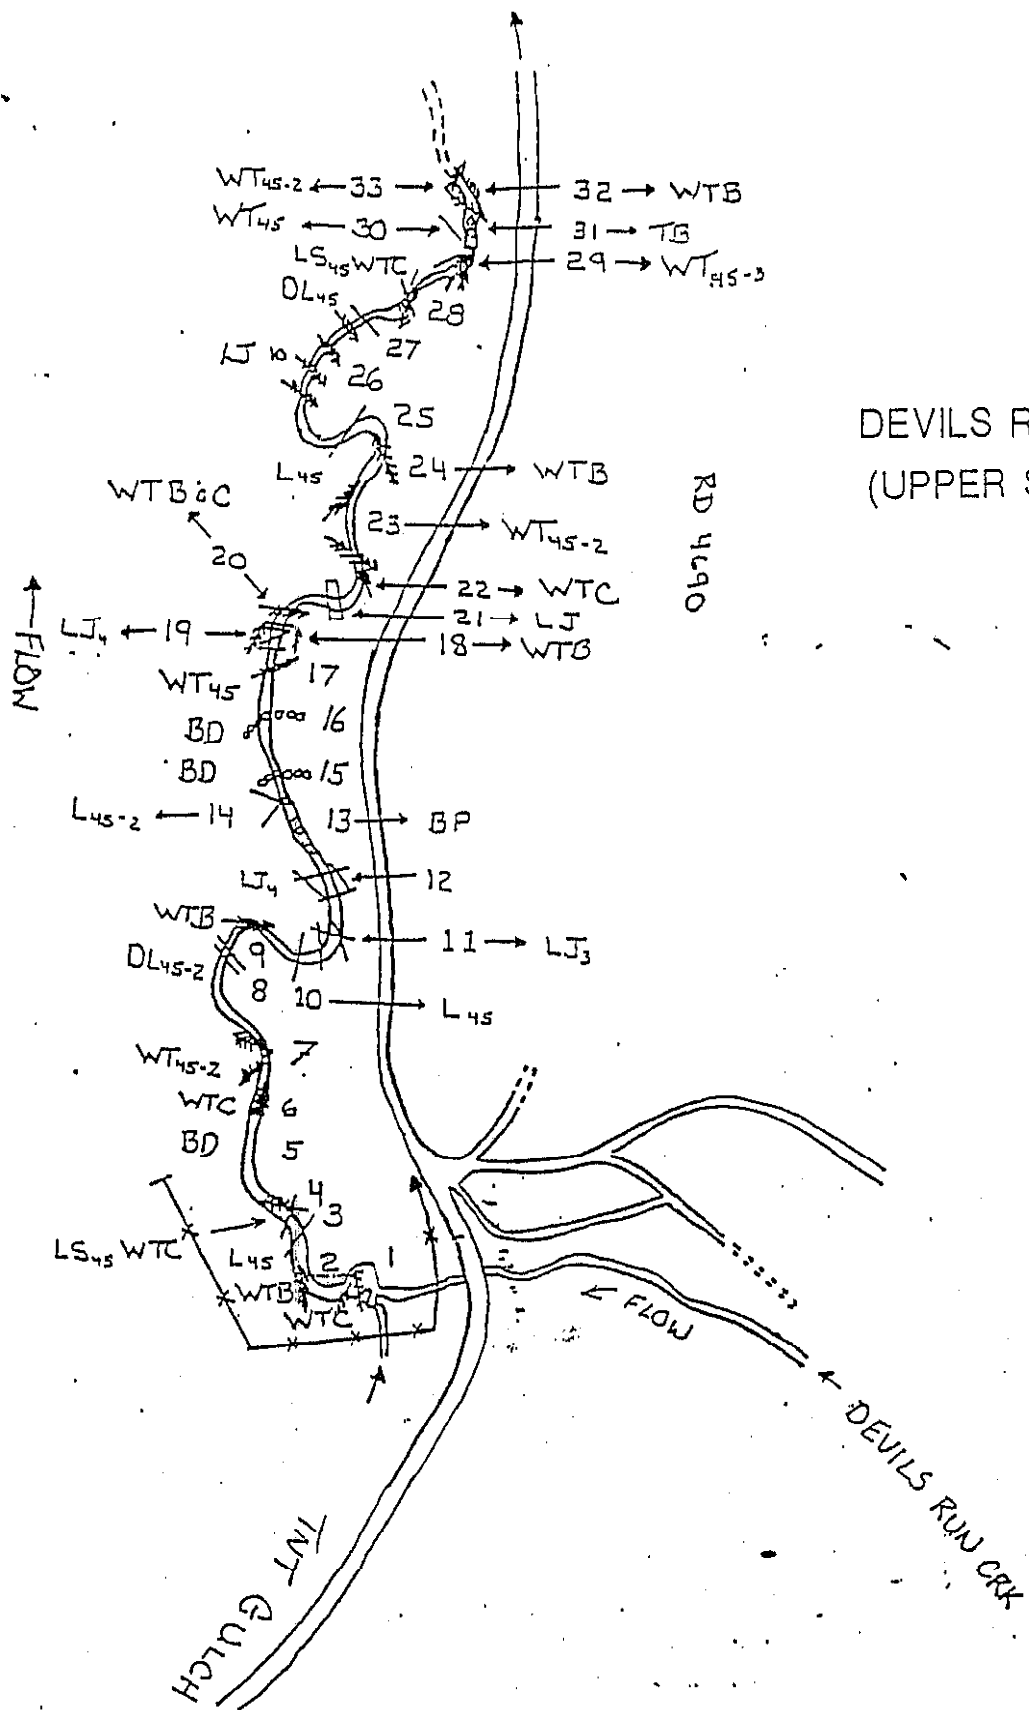 WT45-2 ← 33 → ← 32 → WTB
WT45 ← 30 → ← 31 → TB
LS45 WTC ← 29 → WT45-3
DL45 28
27
LJ 26
25
L45 24 → WTB
WTB & C 23 → WT45-2
20 ← 22 → WTC
← 21 → LJ
LJ4 ← 19 → ← 18 → WTB
WT45 17
BD 16
BD 15
L45-2 ← 14 13 → BP
LJ4 ← 12
WTB 9 ← 11 → LJ3
DL45-2 8 10 → L45
WT45-2 7
WTC 6
BD 5
4
LS45 WTC → 3
L45 2 1
WTB
WTC
DEVILS R
(UPPER S
RD 4690
← FLOW
← FLOW
← DEVILS RUN CRK
INT GULCH